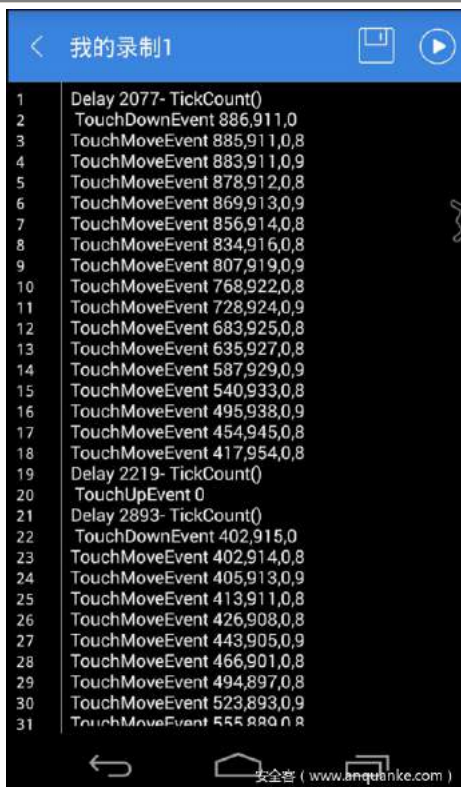 我的录制1
1 Delay 2077- TickCount()
2 TouchDownEvent 886,911,0
3 TouchMoveEvent 885,911,0,8
4 TouchMoveEvent 883,911,0,9
5 TouchMoveEvent 878,912,0,8
6 TouchMoveEvent 869,913,0,9
7 TouchMoveEvent 856,914,0,8
8 TouchMoveEvent 834,916,0,8
9 TouchMoveEvent 807,919,0,9
10 TouchMoveEvent 768,922,0,8
11 TouchMoveEvent 728,924,0,9
12 TouchMoveEvent 683,925,0,8
13 TouchMoveEvent 635,927,0,8
14 TouchMoveEvent 587,929,0,9
15 TouchMoveEvent 540,933,0,8
16 TouchMoveEvent 495,938,0,9
17 TouchMoveEvent 454,945,0,8
18 TouchMoveEvent 417,954,0,8
19 Delay 2219- TickCount()
20 TouchUpEvent 0
21 Delay 2893- TickCount()
22 TouchDownEvent 402,915,0
23 TouchMoveEvent 402,914,0,8
24 TouchMoveEvent 405,913,0,9
25 TouchMoveEvent 413,911,0,8
26 TouchMoveEvent 426,908,0,8
27 TouchMoveEvent 443,905,0,9
28 TouchMoveEvent 466,901,0,8
29 TouchMoveEvent 494,897,0,8
30 TouchMoveEvent 523,893,0,9
31 TouchMoveEvent 555,889,0,8
安全客（www.anquanke.com）